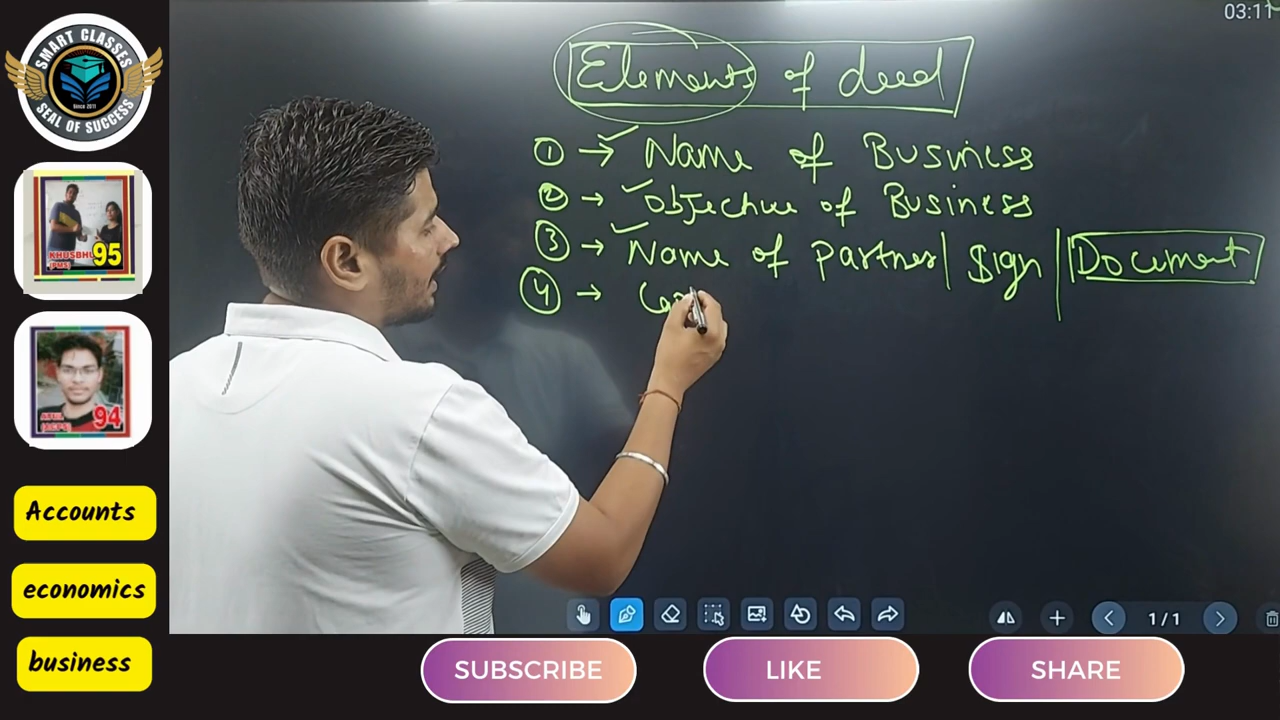 03:11
SMART CLASSES
Since 2011
SEAL OF SUCCESS
Elements of deed
① → ✓ Name of Business
② → ✓ Objective of Business
③ → ✓ Name of Partner | Sign | Document
④ →
95
94
Accounts
economics
business
1/1
SUBSCRIBE
LIKE
SHARE